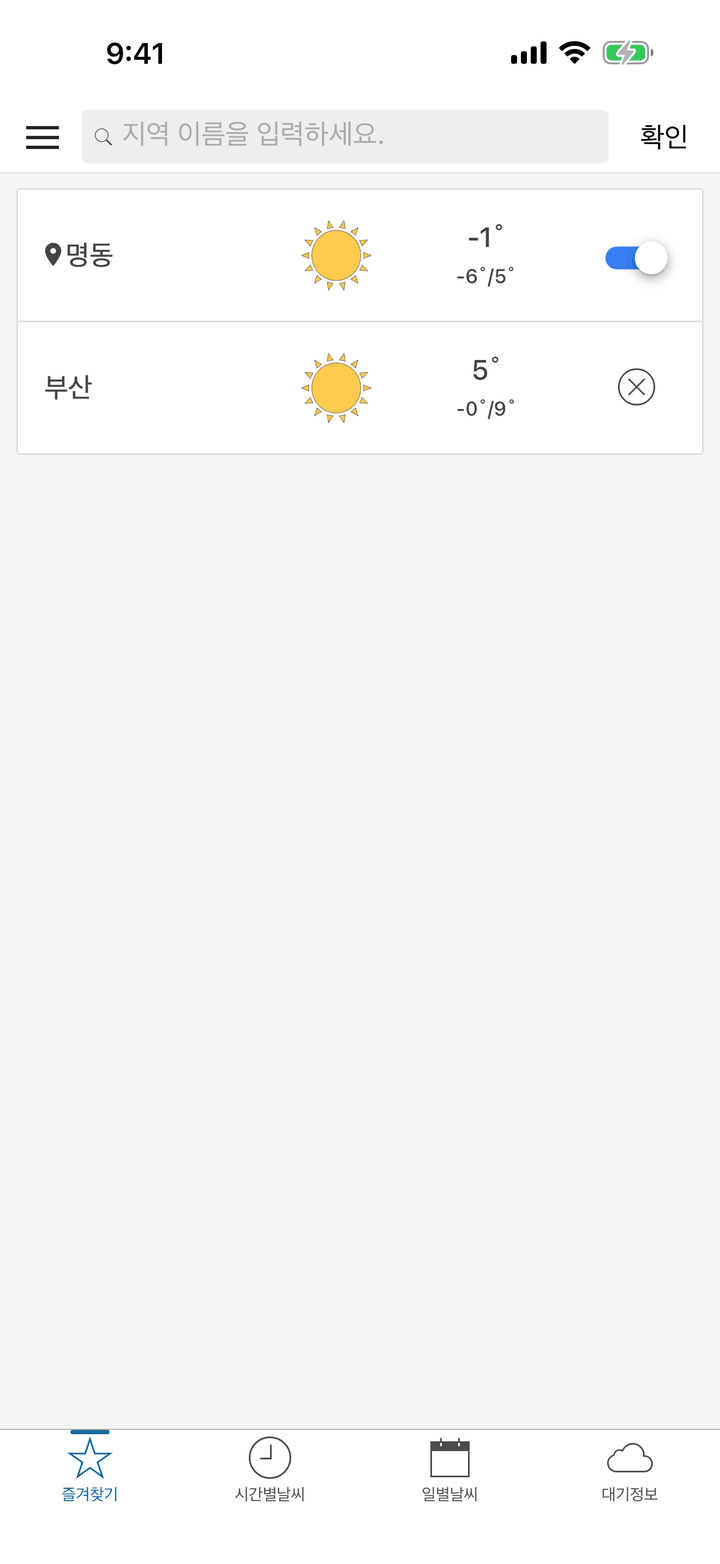 9:41
지역 이름을 입력하세요.
확인
명동
-1˚
-6˚/5˚
부산
5˚
-0˚/9˚
즐겨찾기
시간별날씨
일별날씨
대기정보